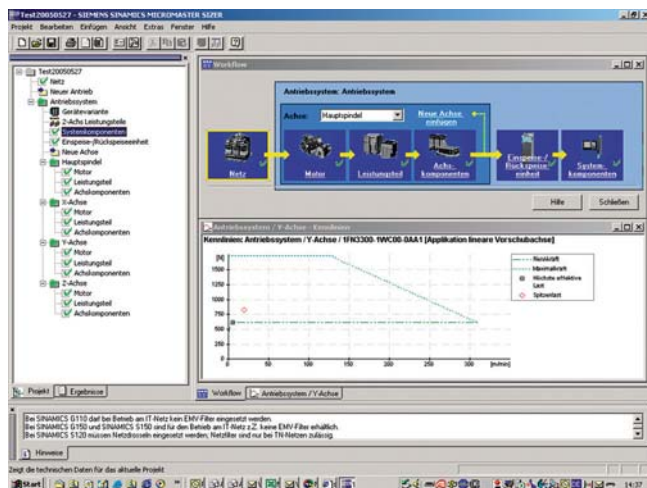 Test20050527 - SIEMENS SINAMICS MICROMASTER SIZER
Projekt Bearbeiten Einfügen Ansicht Extras Fenster Hilfe
Test20050527
Netz
Neuer Antrieb
Antriebssystem
Gerätevariante
2-Achs Leistungsteile
Systemkomponenten
Einspeise-/Rückspeiseeinheit
Neue Achse
Hauptspindel
Motor
Leistungsteil
Achskomponenten
X-Achse
Motor
Leistungsteil
Achskomponenten
Y-Achse
Motor
Leistungsteil
Achskomponenten
Z-Achse
Motor
Leistungsteil
Achskomponenten
Projekt Ergebnisse
Workflow
Antriebssystem: Antriebssystem
Achse: Hauptspindel
Neue Achse
einfügen
Netz
Motor
Leistungsteil
Achs-
komponenten
Einspeise-/
Rückspeise-
einheit
System-
komponenten
Hilfe Schließen
Antriebssystem / Y-Achse - Kennlinien
Kennlinien: Antriebssystem / Y-Achse / 1FN3300-1WC00-0AA1 [Applikation lineare Vorschubachse]
[N]
1500
1250
1000
750
500
250
0
0 50 100 150 200 250 300 [m/min]
Nennkraft
Maximalkraft
Höchste effektive
Last
Spitzenlast
Workflow Antriebssystem / Y-Achse
Bei SINAMICS G110 darf bei Betrieb am IT-Netz kein EMV-Filter eingesetzt werden.
Bei SINAMICS G150 und SINAMICS S150 sind für den Betrieb am IT-Netz z.Z. keine EMV-Filter erhältlich.
Bei SINAMICS S120 müssen Netzdrosseln eingesetzt werden, Netzfilter sind nur bei TN-Netzen zulässig.
Hinweise
Zeigt die technischen Daten für das aktuelle Projekt
Start
14:37